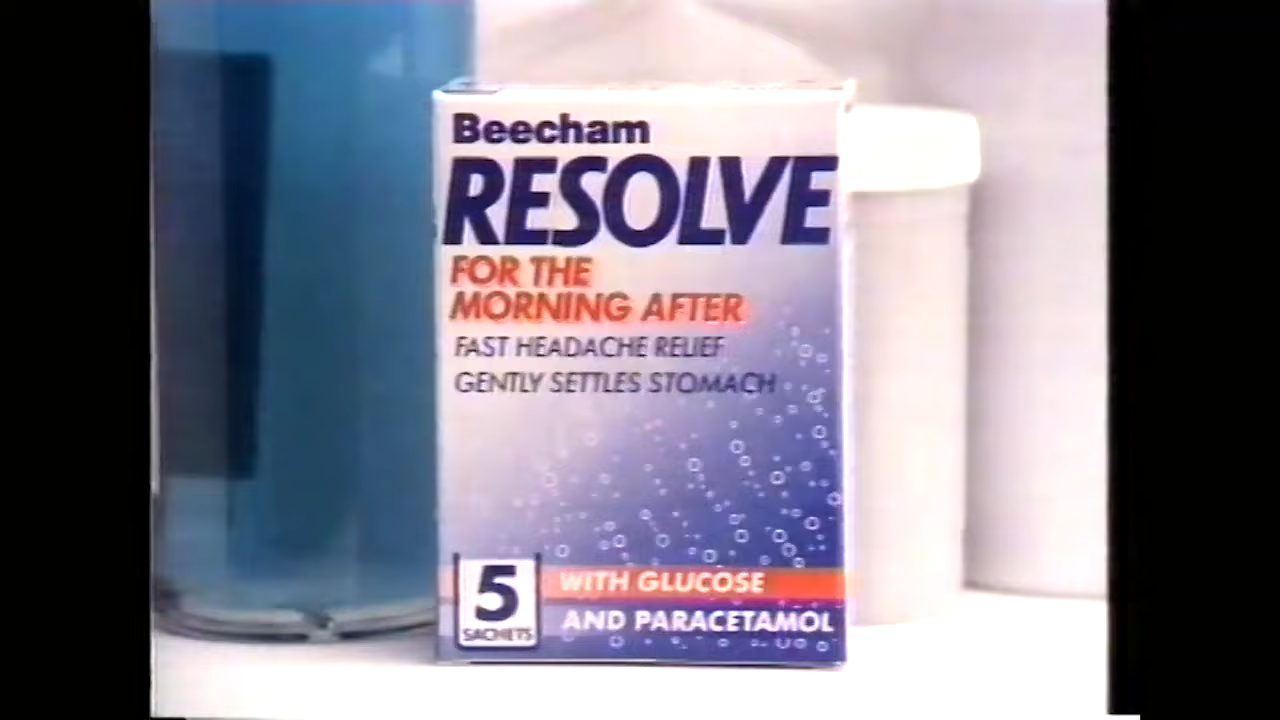 Beecham
RESOLVE
FOR THE
MORNING AFTER
FAST HEADACHE RELIEF
GENTLY SETTLES STOMACH
5
SACHETS
WITH GLUCOSE
AND PARACETAMOL